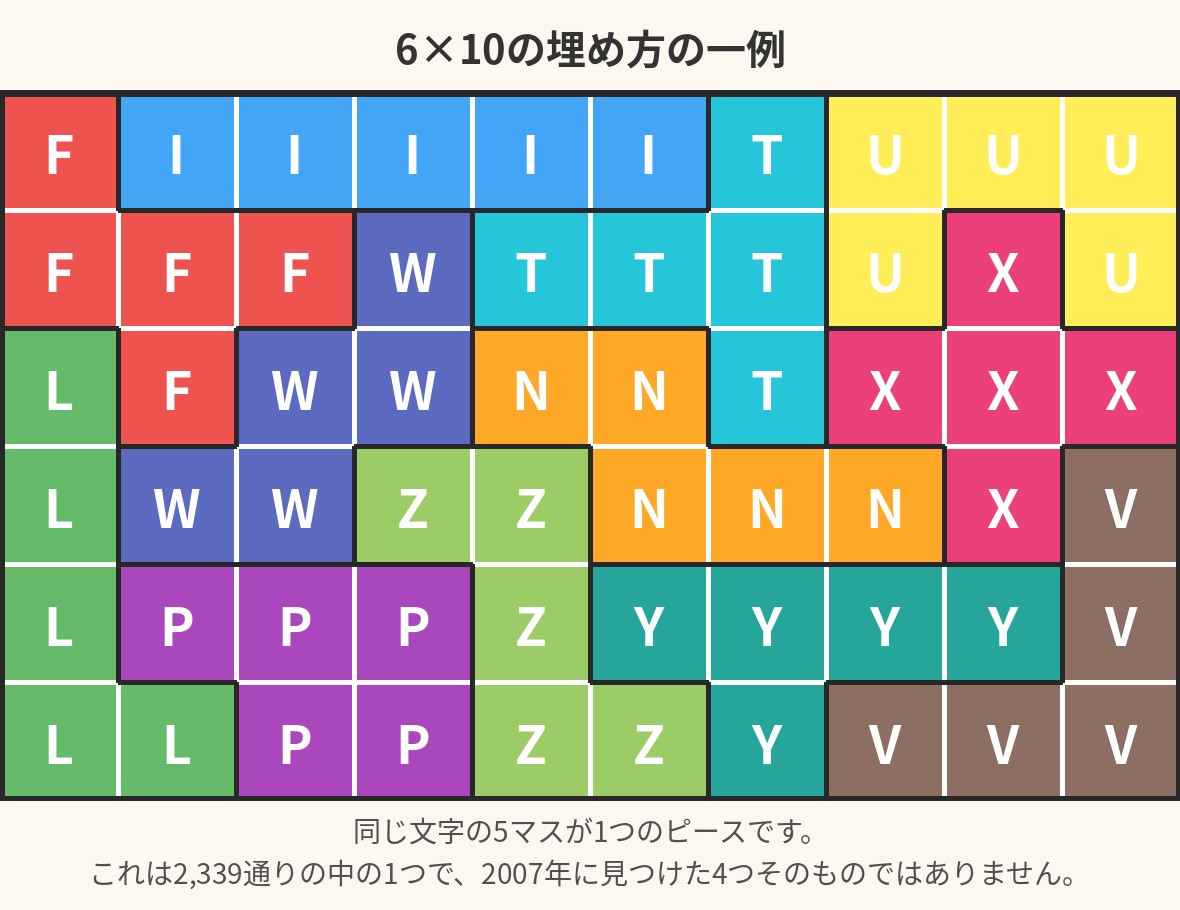 6×10の埋め方の一例
F I I I I I T U U U
F F F W T T T U X U
L F W W N N T X X X
L W W Z Z N N N X V
L P P P Z Y Y Y Y V
L L P P Z Z Y V V V
同じ文字の5マスが1つのピースです。
これは2,339通りの中の1つで、2007年に見つけた4つそのものではありません。